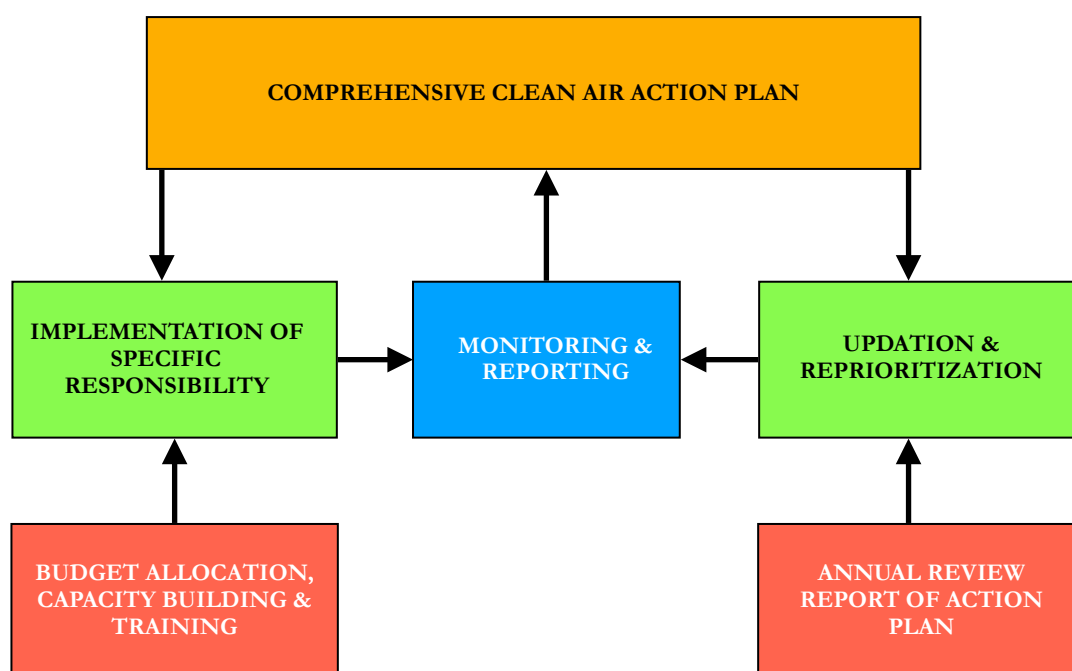 COMPREHENSIVE CLEAN AIR ACTION PLAN
IMPLEMENTATION OF
SPECIFIC
RESPONSIBILITY
MONITORING &
REPORTING
UPDATION &
REPRIORITIZATION
BUDGET ALLOCATION,
CAPACITY BUILDING &
TRAINING
ANNUAL REVIEW
REPORT OF ACTION
PLAN